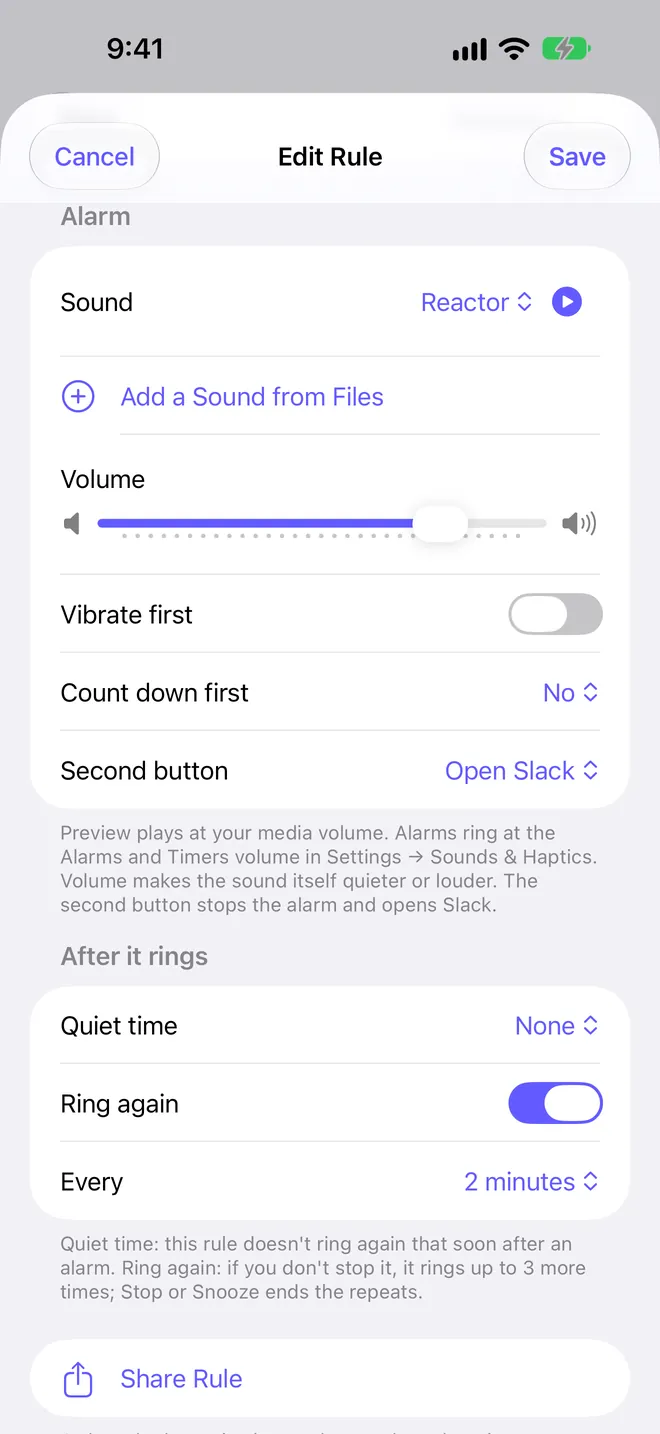 9:41
Cancel
Edit Rule
Save
Alarm
Sound
Reactor
Add a Sound from Files
Volume
Vibrate first
Count down first
No
Second button
Open Slack
Preview plays at your media volume. Alarms ring at the
Alarms and Timers volume in Settings → Sounds & Haptics.
Volume makes the sound itself quieter or louder. The
second button stops the alarm and opens Slack.
After it rings
Quiet time
None
Ring again
Every
2 minutes
Quiet time: this rule doesn't ring again that soon after an
alarm. Ring again: if you don't stop it, it rings up to 3 more
times; Stop or Snooze ends the repeats.
Share Rule